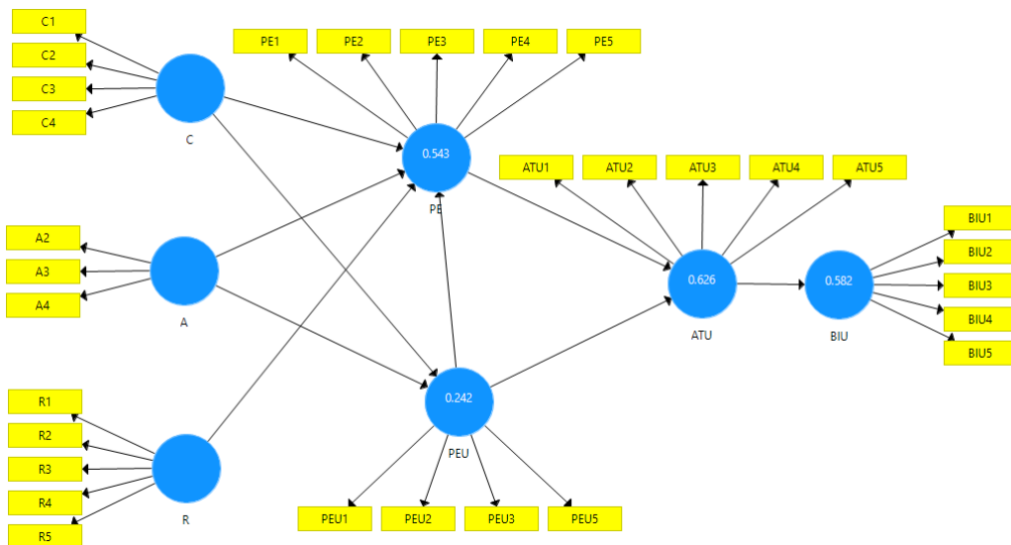 C1
C2
C3
C4
C
PE1
PE2
PE3
PE4
PE5
0.543
PE
ATU1
ATU2
ATU3
ATU4
ATU5
A2
A3
A4
A
0.626
ATU
0.582
BIU
BIU1
BIU2
BIU3
BIU4
BIU5
R1
R2
R3
R4
R5
R
0.242
PEU
PEU1
PEU2
PEU3
PEU5